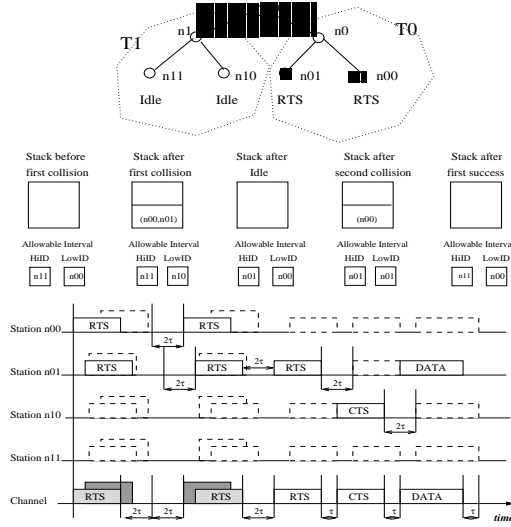 T1 n1 n0 T0
n11 n10 n01 n00
Idle Idle RTS RTS
Stack before first collision
Stack after first collision
Stack after Idle
Stack after second collision
Stack after first success
(n00,n01) (n00)
Allowable Interval Allowable Interval Allowable Interval Allowable Interval Allowable Interval
HiID LowID HiID LowID HiID LowID HiID LowID HiID LowID
n11 n00 n11 n10 n01 n00 n01 n01 n11 n00
Station n00 RTS RTS
2τ
Station n01 RTS RTS 2τ RTS DATA
2τ 2τ
Station n10 CTS
2τ
Station n11
Channel RTS 2τ 2τ RTS 2τ RTS τ CTS τ DATA τ
time